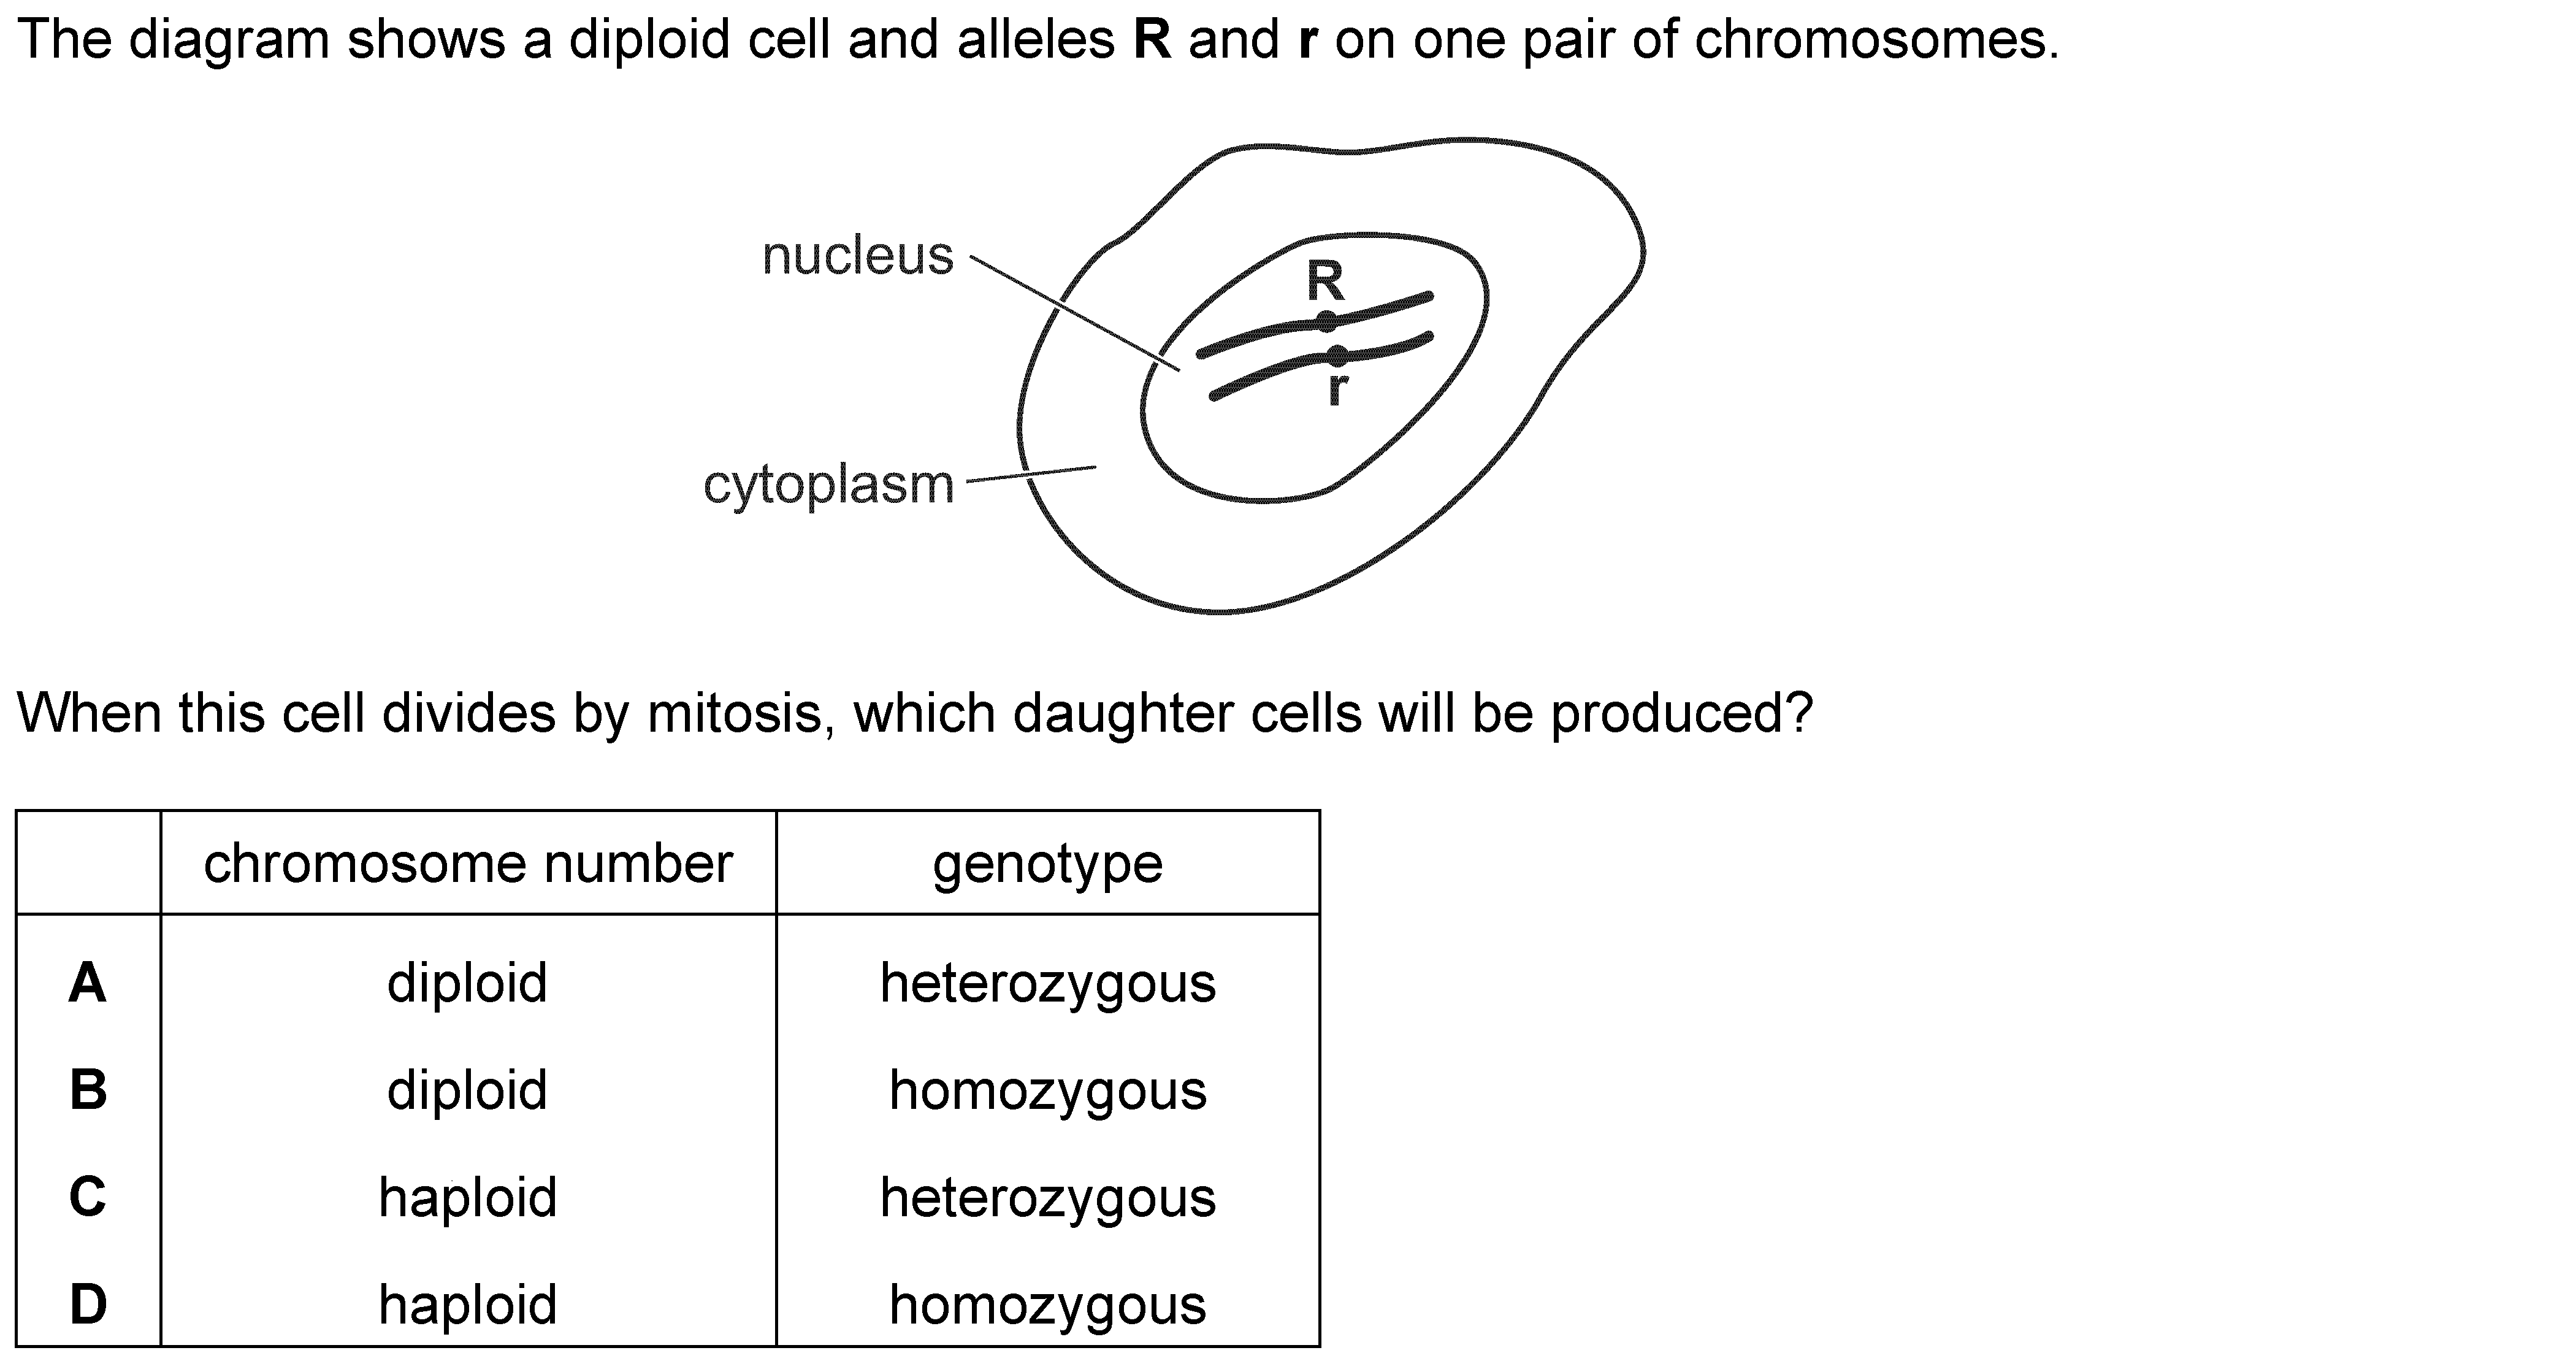 The diagram shows a diploid cell and alleles R and r on one pair of chromosomes.
nucleus
R
r
cytoplasm
When this cell divides by mitosis, which daughter cells will be produced?
chromosome number genotype
A diploid heterozygous
B diploid homozygous
C haploid heterozygous
D haploid homozygous